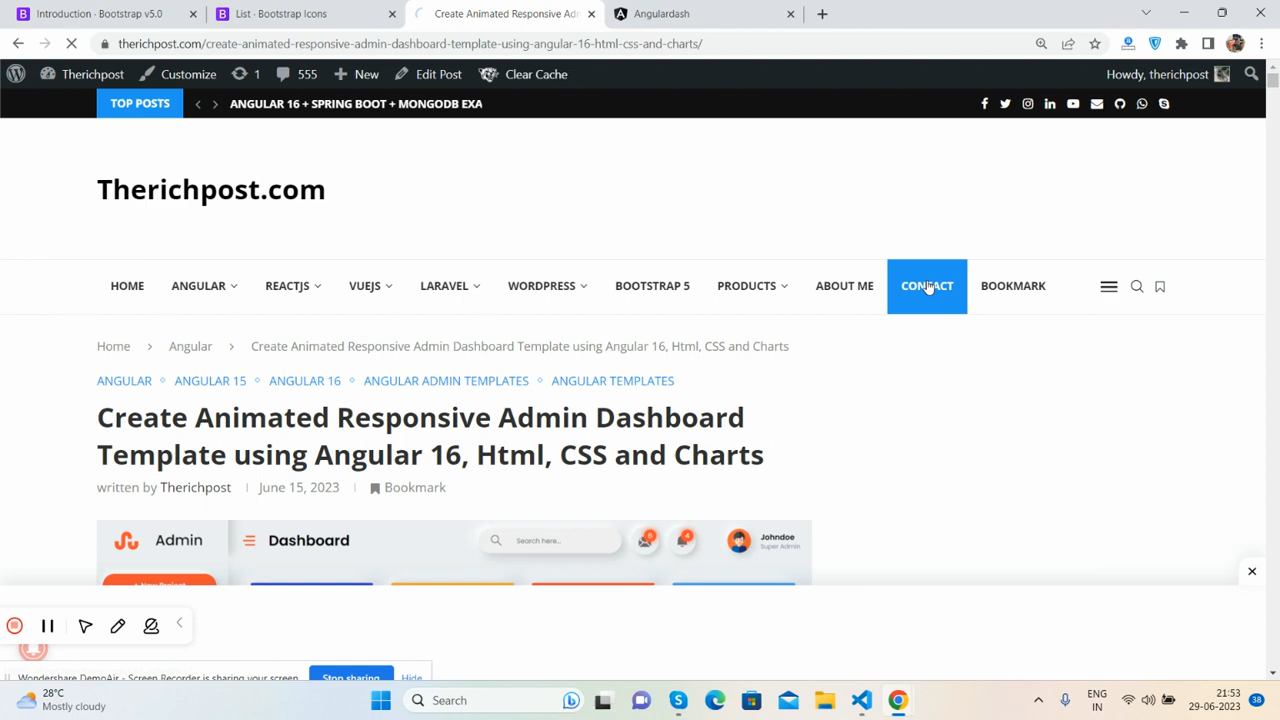 Introduction · Bootstrap v5.0
List · Bootstrap Icons
Create Animated Responsive Adm
Angulardash
therichpost.com/create-animated-responsive-admin-dashboard-template-using-angular-16-html-css-and-charts/
Therichpost Customize 1 555 New Edit Post Clear Cache Howdy, therichpost
TOP POSTS ANGULAR 16 + SPRING BOOT + MONGODB EXA
Therichpost.com
HOME ANGULAR REACTJS VUEJS LARAVEL WORDPRESS BOOTSTRAP 5 PRODUCTS ABOUT ME CONTACT BOOKMARK
Home > Angular > Create Animated Responsive Admin Dashboard Template using Angular 16, Html, CSS and Charts
ANGULAR ANGULAR 15 ANGULAR 16 ANGULAR ADMIN TEMPLATES ANGULAR TEMPLATES
Create Animated Responsive Admin Dashboard
Template using Angular 16, Html, CSS and Charts
written by Therichpost June 15, 2023 Bookmark
Admin Dashboard Search here... 6 4 Johndoe
Super Admin
+ New Project
Wondershare DemoAir - Screen Recorder is sharing your screen. Stop sharing Hide
28°C
Mostly cloudy
Search
ENG
IN
21:53
29-06-2023
38